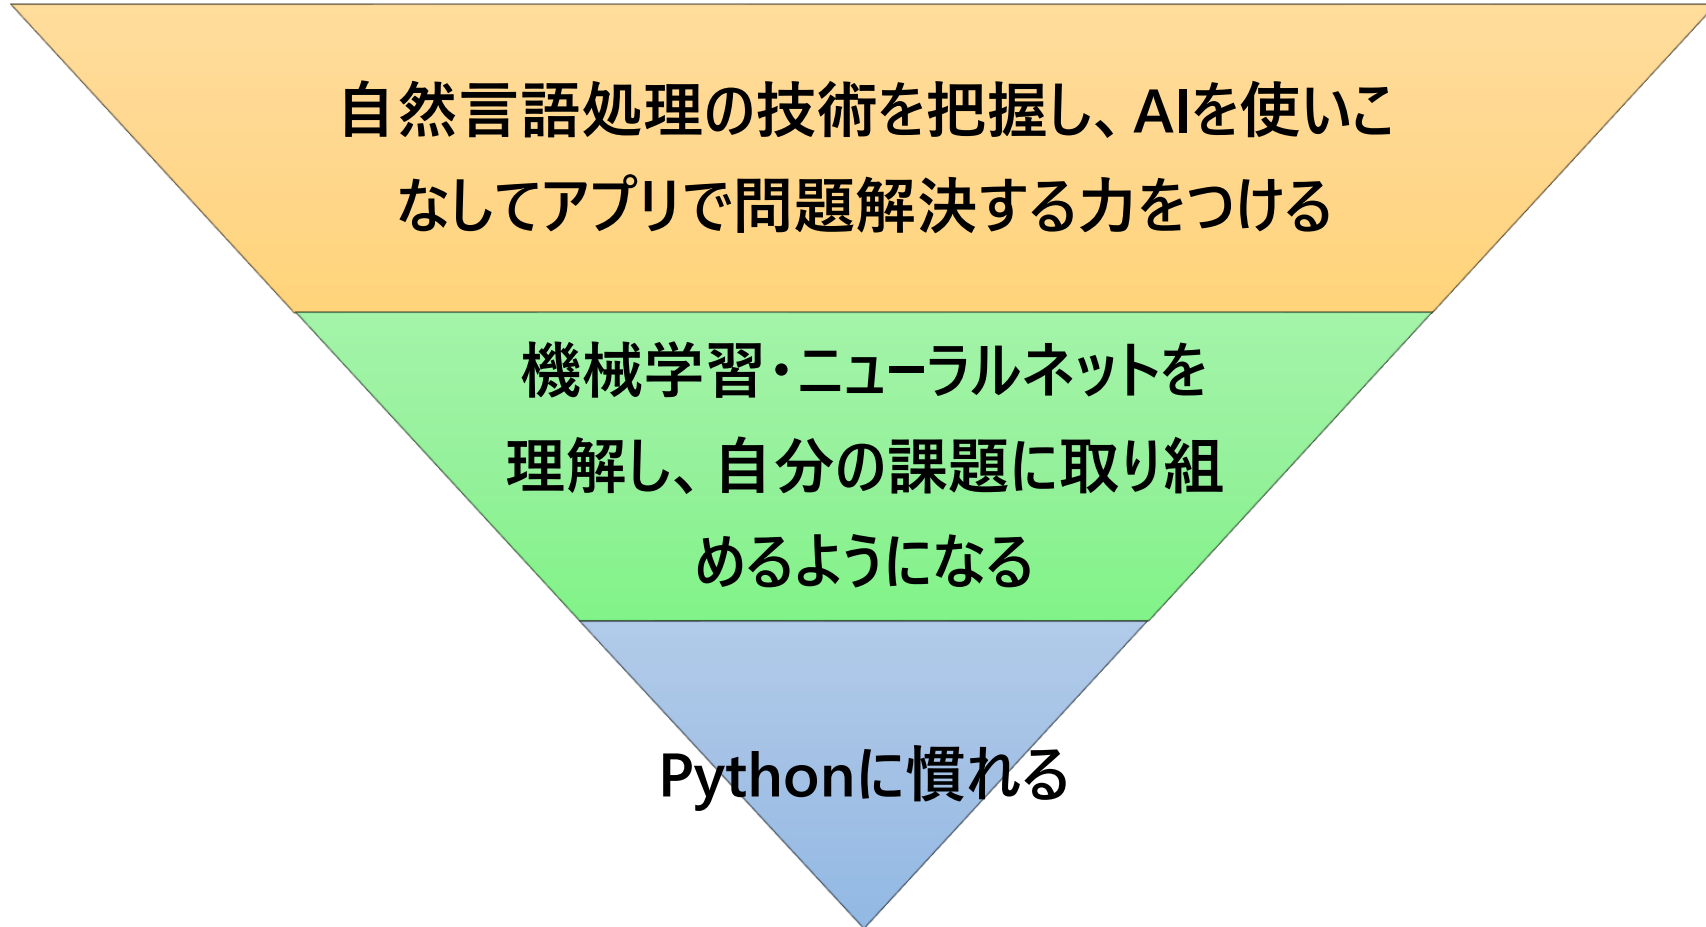 自然言語処理の技術を把握し、AIを使いこ
なしてアプリで問題解決する力をつける
機械学習・ニューラルネットを
理解し、自分の課題に取り組
めるようになる
Pythonに慣れる